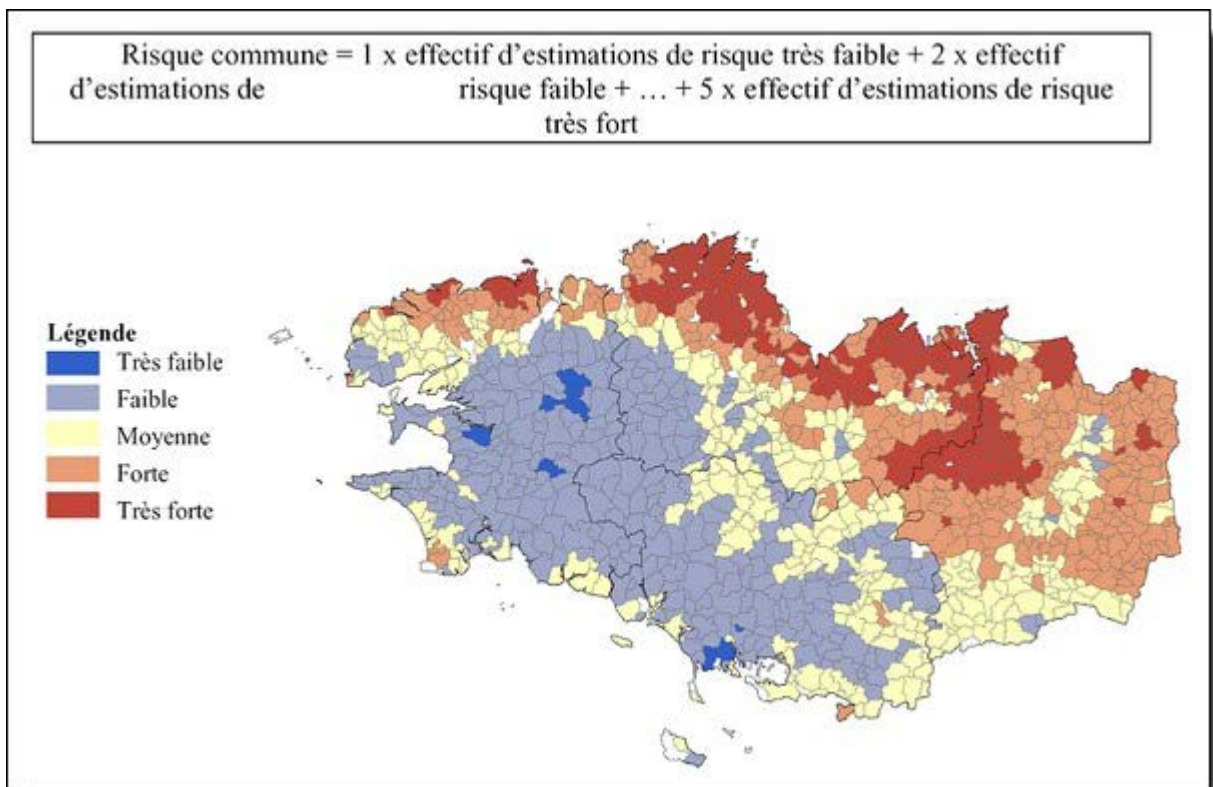 Risque commune = 1 x effectif d’estimations de risque très faible + 2 x effectif
d’estimations de risque faible + … + 5 x effectif d’estimations de risque
très fort
Légende
Très faible
Faible
Moyenne
Forte
Très forte